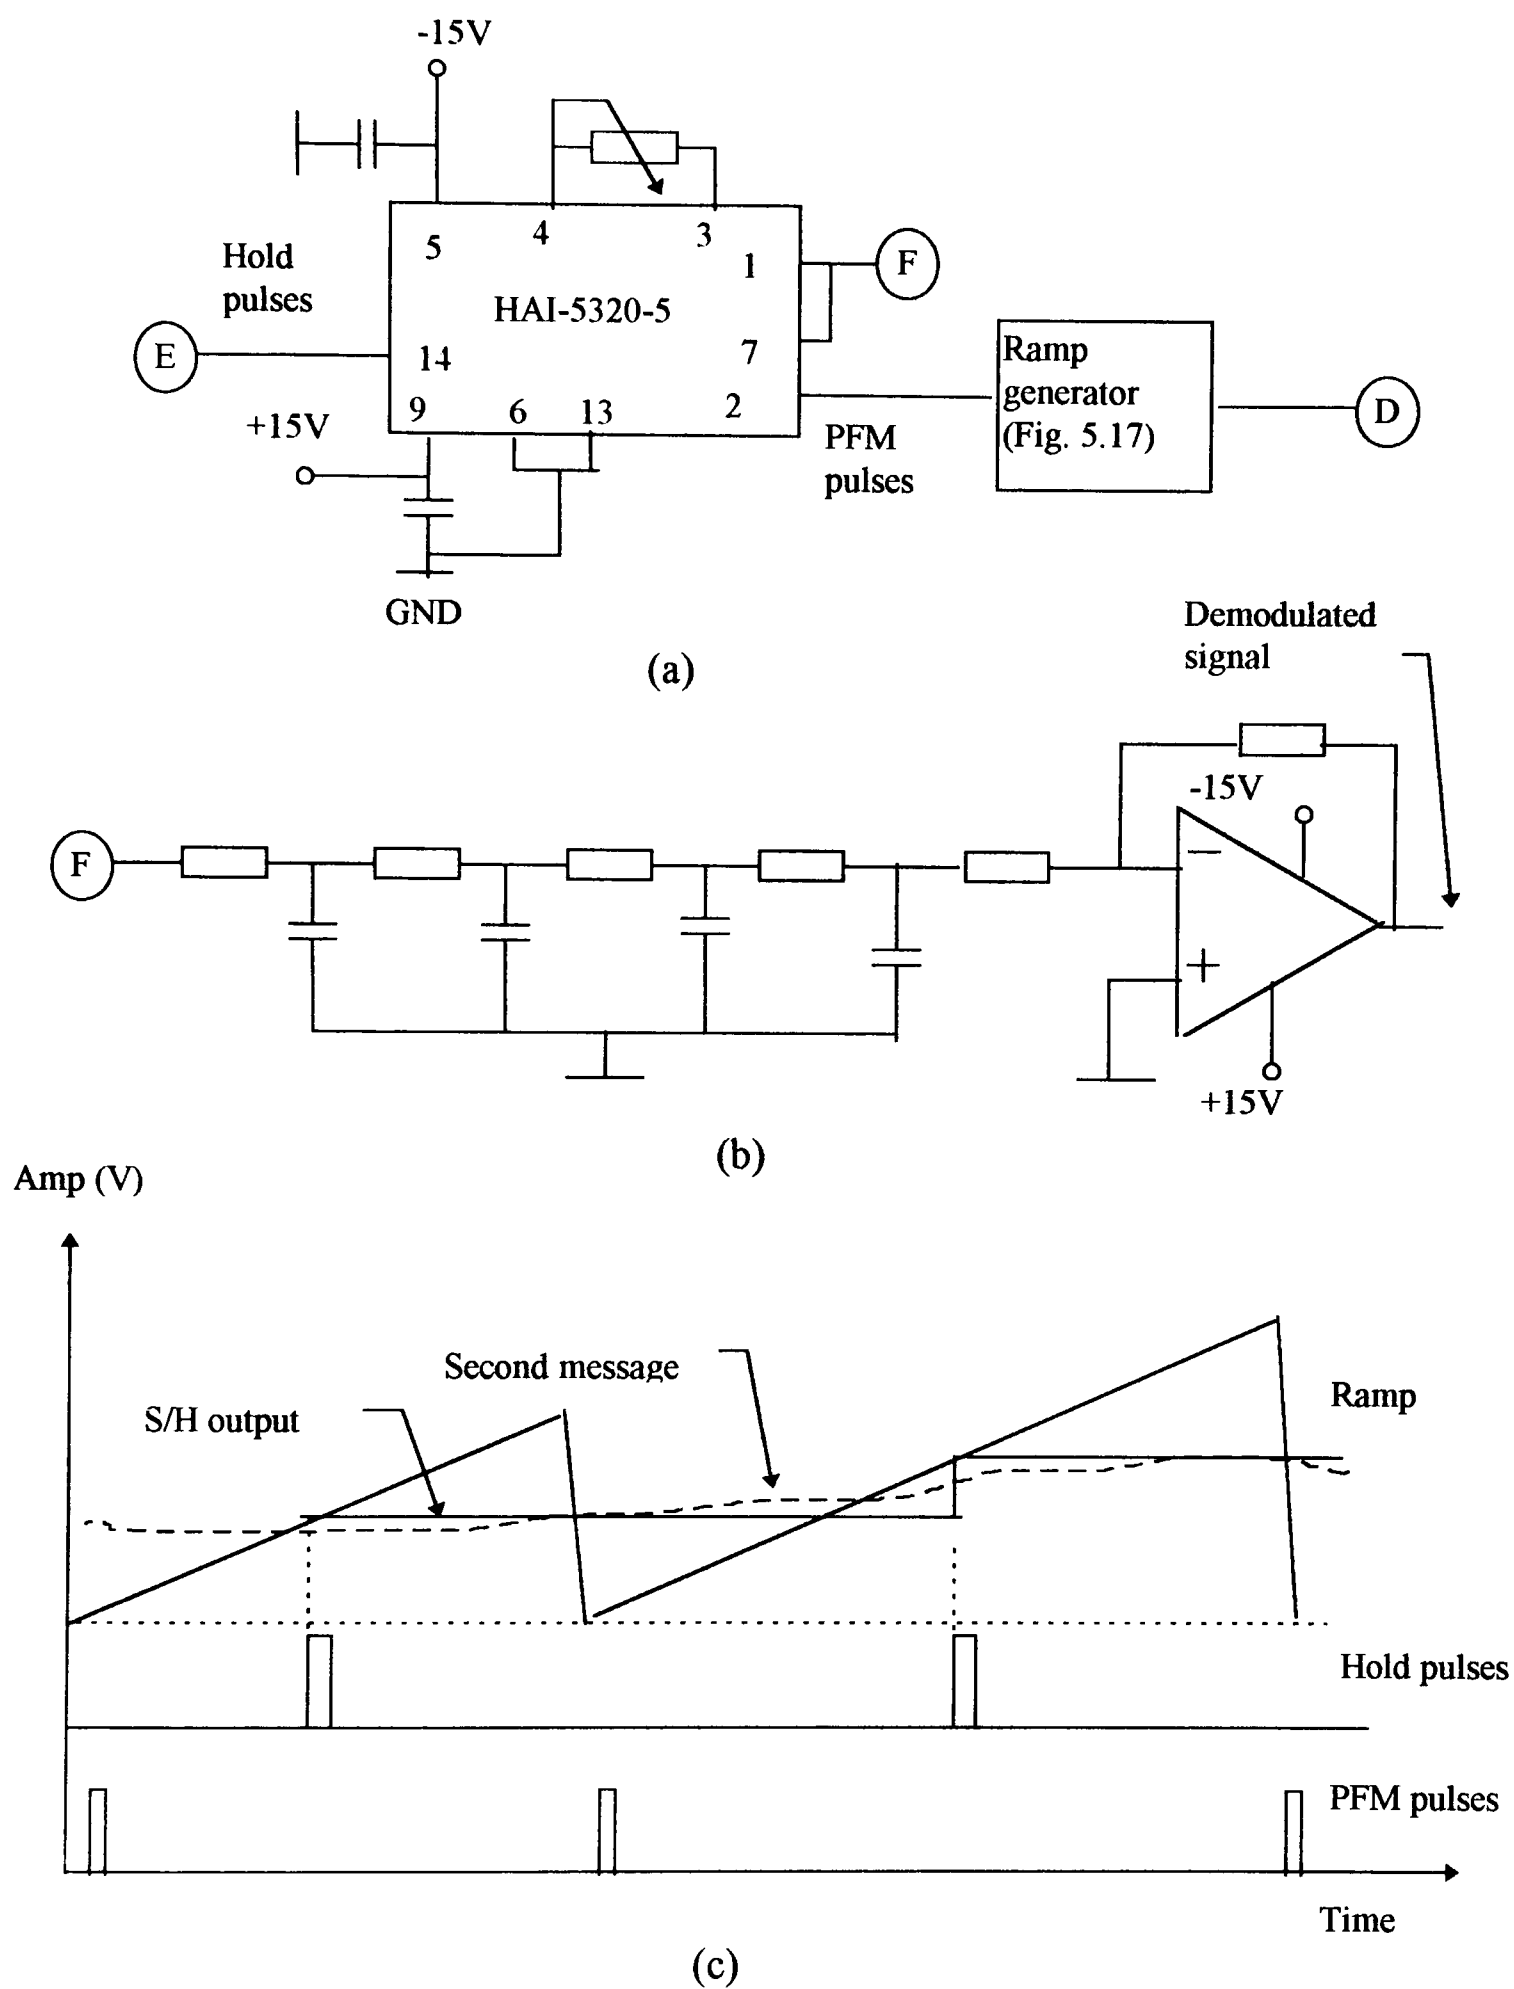 -15V
5
4
3
1
F
Hold
pulses
HAI-5320-5
E
14
7
Ramp
generator
(Fig. 5.17)
D
9
6
13
2
+15V
PFM
pulses
GND
(a)
Demodulated
signal
-15V
F
−
+
+15V
(b)
Amp (V)
Second message
S/H output
Ramp
Hold pulses
PFM pulses
Time
(c)